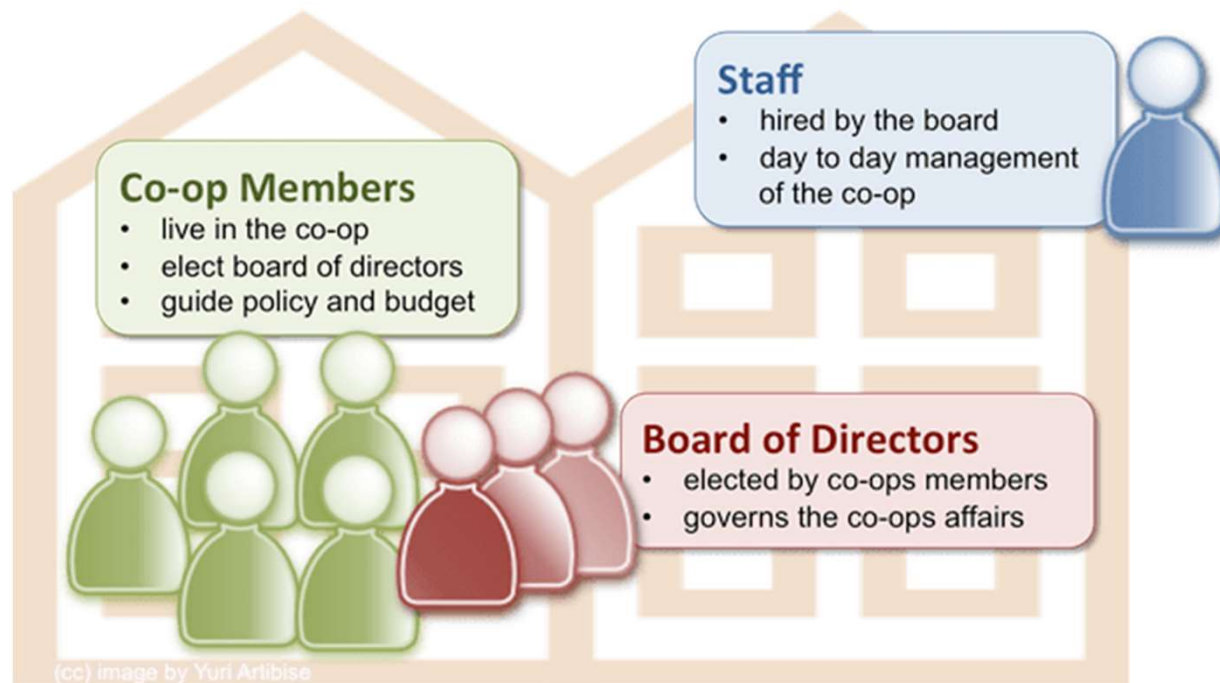 Staff
• hired by the board
• day to day management
of the co-op
Co-op Members
• live in the co-op
• elect board of directors
• guide policy and budget
Board of Directors
• elected by co-ops members
• governs the co-ops affairs
(cc) image by Yuri Artibise